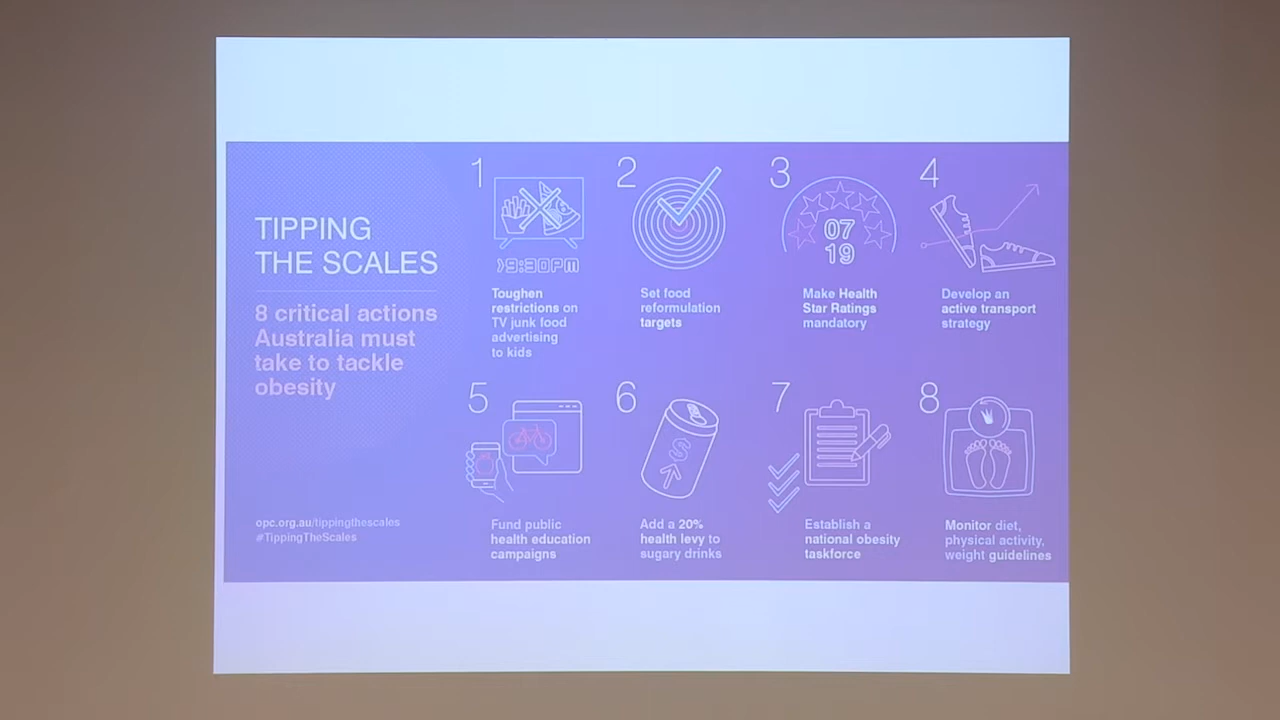 TIPPING
THE SCALES
8 critical actions
Australia must
take to tackle
obesity
opc.org.au/tippingthescales
#TippingTheScales
1
>9:30PM
Toughen
restrictions on
TV junk food
advertising
to kids
2
Set food
reformulation
targets
3
07
19
Make Health
Star Ratings
mandatory
4
Develop an
active transport
strategy
5
Fund public
health education
campaigns
6
$
Add a 20%
health levy to
sugary drinks
7
Establish a
national obesity
taskforce
8
Monitor diet,
physical activity,
weight guidelines